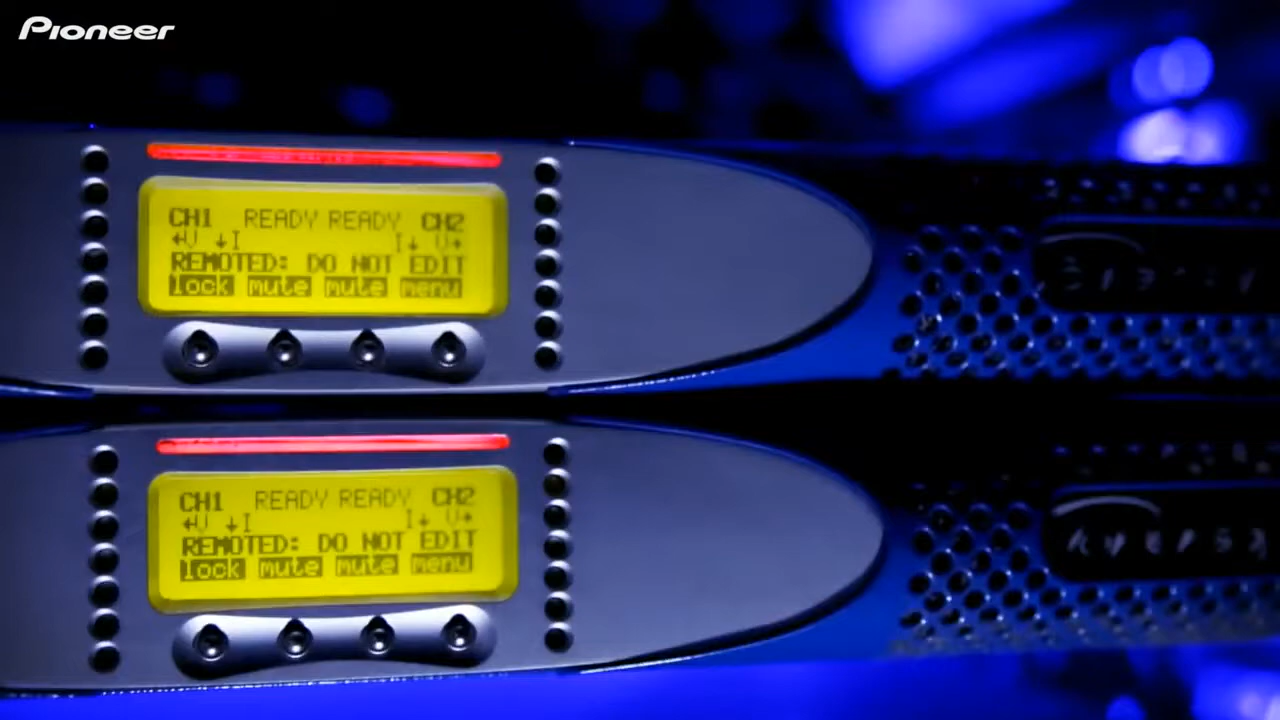 Pioneer
CH1 READY READY CH2
←V ↓I I↓ V→
REMOTED: DO NOT EDIT
lock mute mute menu
CH1 READY READY CH2
←V ↓I I↓ V→
REMOTED: DO NOT EDIT
lock mute mute menu